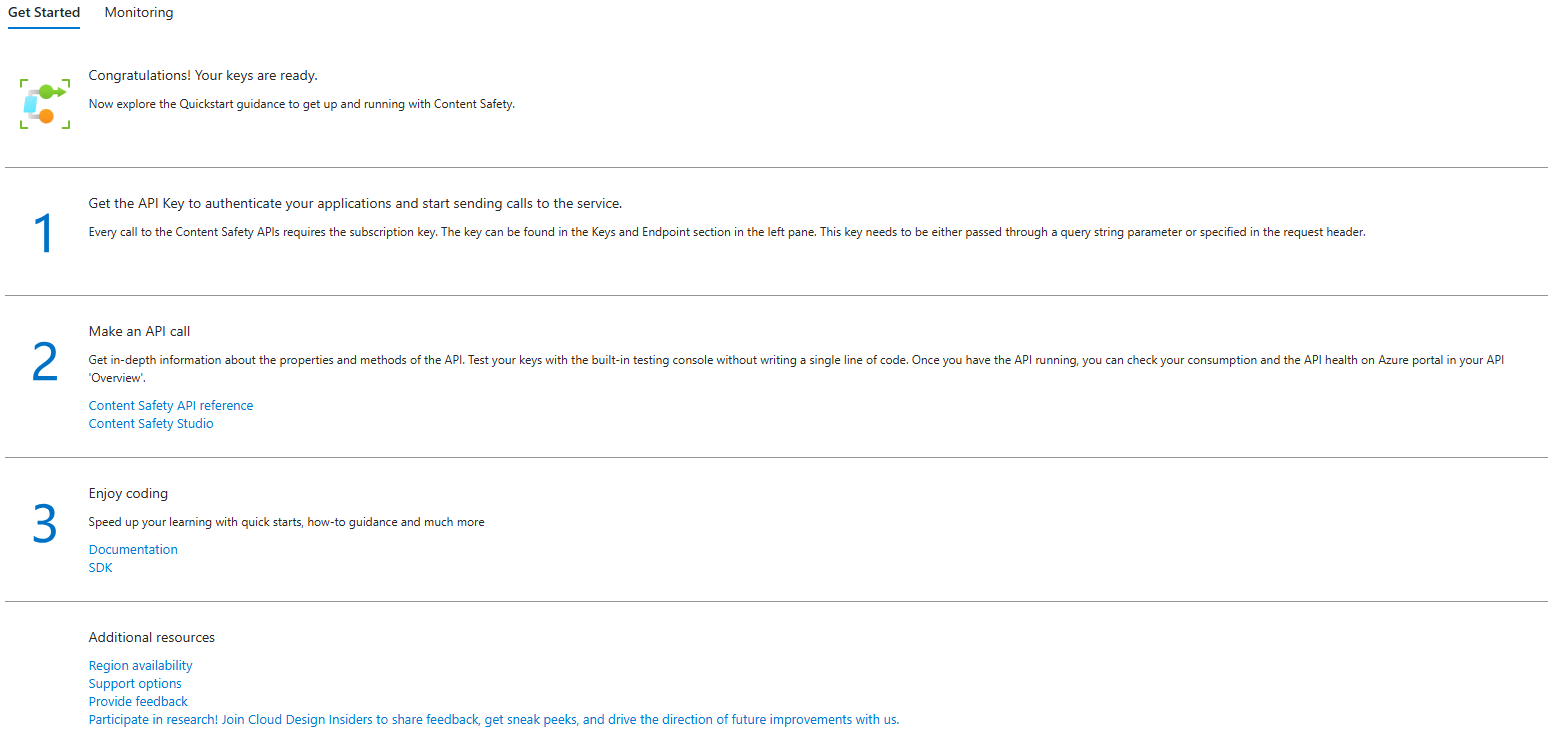 Get Started Monitoring
Congratulations! Your keys are ready.
Now explore the Quickstart guidance to get up and running with Content Safety.
1
Get the API Key to authenticate your applications and start sending calls to the service.
Every call to the Content Safety APIs requires the subscription key. The key can be found in the Keys and Endpoint section in the left pane. This key needs to be either passed through a query string parameter or specified in the request header.
2
Make an API call
Get in-depth information about the properties and methods of the API. Test your keys with the built-in testing console without writing a single line of code. Once you have the API running, you can check your consumption and the API health on Azure portal in your API
'Overview'.
Content Safety API reference
Content Safety Studio
3
Enjoy coding
Speed up your learning with quick starts, how-to guidance and much more
Documentation
SDK
Additional resources
Region availability
Support options
Provide feedback
Participate in research! Join Cloud Design Insiders to share feedback, get sneak peeks, and drive the direction of future improvements with us.